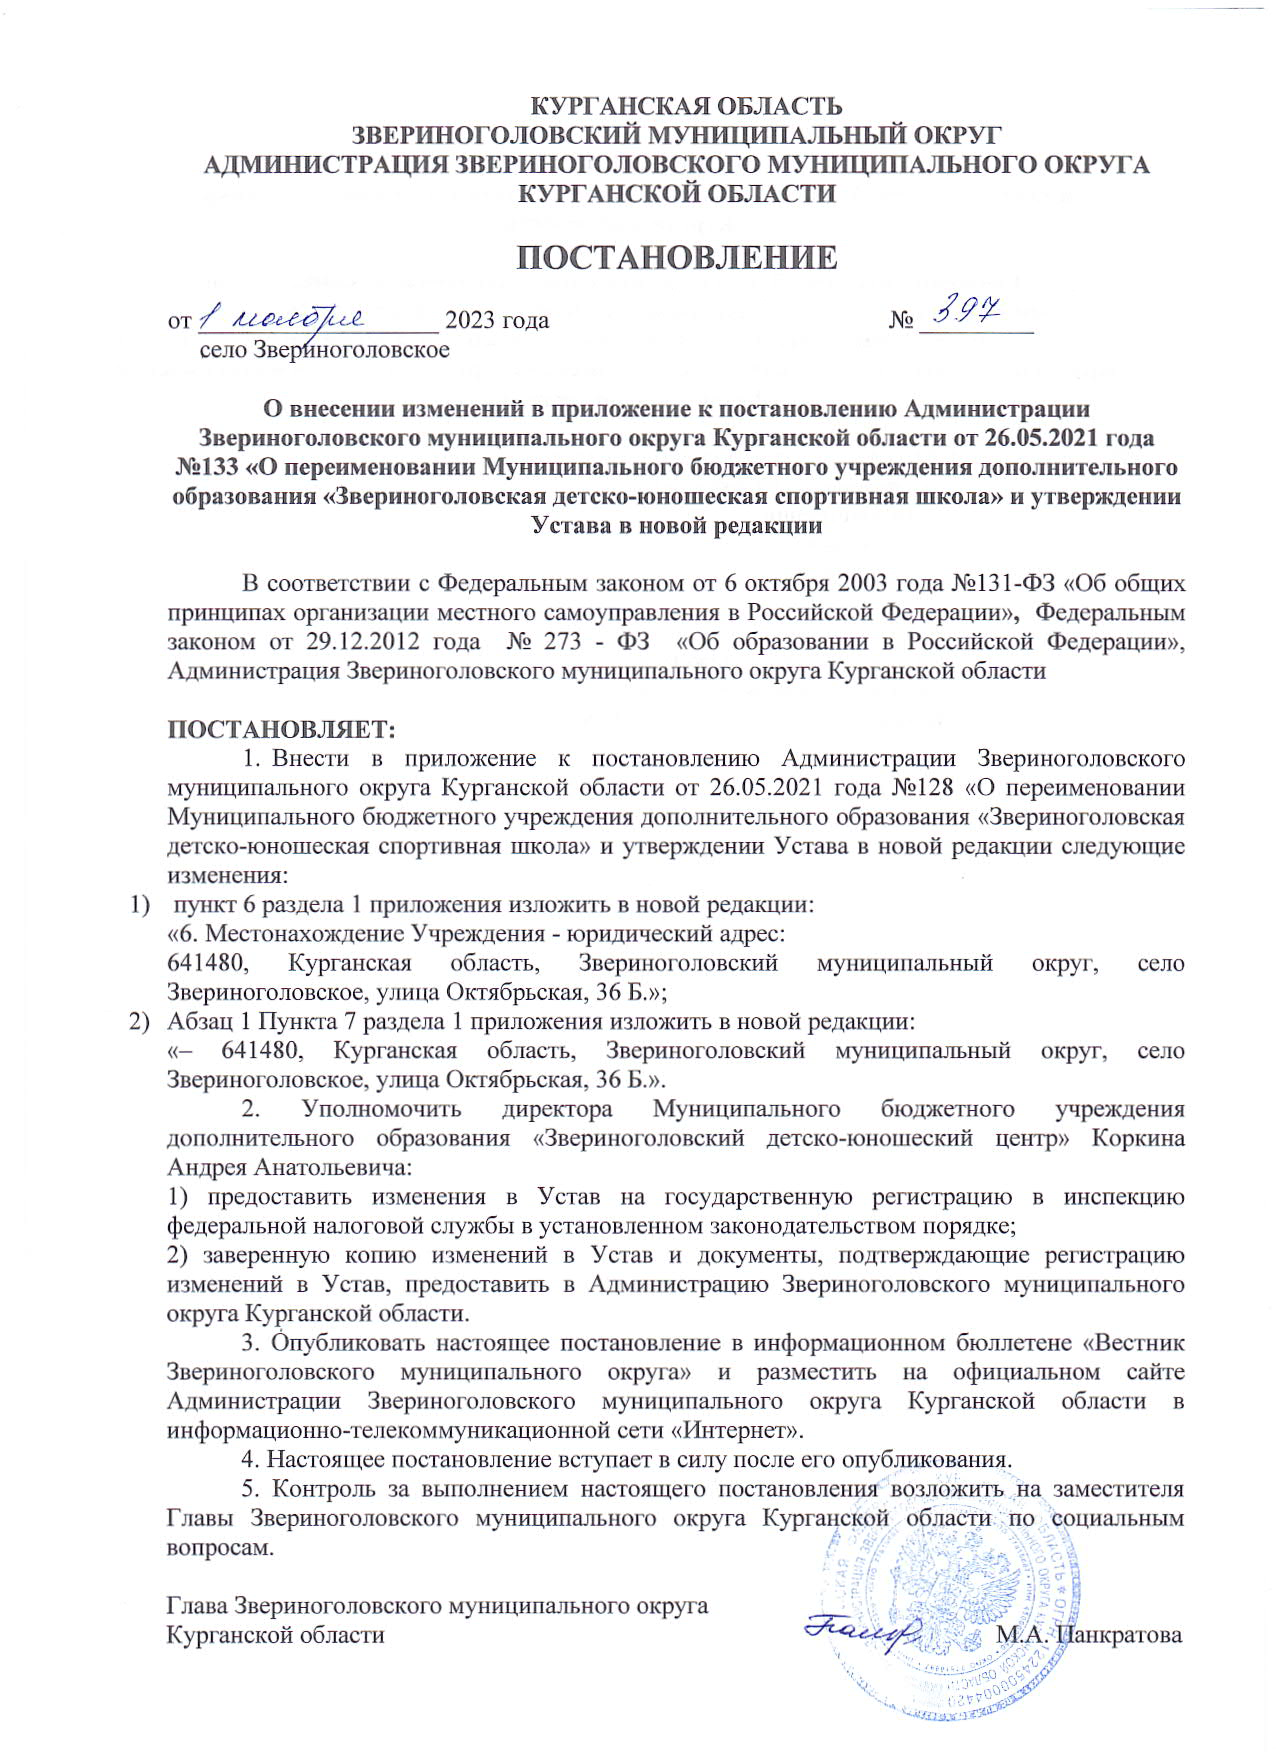 КУРГАНСКАЯ ОБЛАСТЬ
ЗВЕРИНОГОЛОВСКИЙ МУНИЦИПАЛЬНЫЙ ОКРУГ
АДМИНИСТРАЦИЯ ЗВЕРИНОГОЛОВСКОГО МУНИЦИПАЛЬНОГО ОКРУГА
КУРГАНСКОЙ ОБЛАСТИ
ПОСТАНОВЛЕНИЕ
от 1 ноября 2023 года № 397
село Звериноголовское
О внесении изменений в приложение к постановлению Администрации
Звериноголовского муниципального округа Курганской области от 26.05.2021 года
№133 «О переименовании Муниципального бюджетного учреждения дополнительного
образования «Звериноголовская детско-юношеская спортивная школа» и утверждении
Устава в новой редакции
В соответствии с Федеральным законом от 6 октября 2003 года №131-ФЗ «Об общих
принципах организации местного самоуправления в Российской Федерации», Федеральным
законом от 29.12.2012 года № 273 - ФЗ «Об образовании в Российской Федерации»,
Администрация Звериноголовского муниципального округа Курганской области
ПОСТАНОВЛЯЕТ:
1. Внести в приложение к постановлению Администрации Звериноголовского
муниципального округа Курганской области от 26.05.2021 года №128 «О переименовании
Муниципального бюджетного учреждения дополнительного образования «Звериноголовская
детско-юношеская спортивная школа» и утверждении Устава в новой редакции следующие
изменения:
1) пункт 6 раздела 1 приложения изложить в новой редакции:
«6. Местонахождение Учреждения - юридический адрес:
641480, Курганская область, Звериноголовский муниципальный округ, село
Звериноголовское, улица Октябрьская, 36 Б.»;
2) Абзац 1 Пункта 7 раздела 1 приложения изложить в новой редакции:
«– 641480, Курганская область, Звериноголовский муниципальный округ, село
Звериноголовское, улица Октябрьская, 36 Б.».
2. Уполномочить директора Муниципального бюджетного учреждения
дополнительного образования «Звериноголовский детско-юношеский центр» Коркина
Андрея Анатольевича:
1) предоставить изменения в Устав на государственную регистрацию в инспекцию
федеральной налоговой службы в установленном законодательством порядке;
2) заверенную копию изменений в Устав и документы, подтверждающие регистрацию
изменений в Устав, предоставить в Администрацию Звериноголовского муниципального
округа Курганской области.
3. Опубликовать настоящее постановление в информационном бюллетене «Вестник
Звериноголовского муниципального округа» и разместить на официальном сайте
Администрации Звериноголовского муниципального округа Курганской области в
информационно-телекоммуникационной сети «Интернет».
4. Настоящее постановление вступает в силу после его опубликования.
5. Контроль за выполнением настоящего постановления возложить на заместителя
Главы Звериноголовского муниципального округа Курганской области по социальным
вопросам.
Глава Звериноголовского муниципального округа
Курганской области М.А. Панкратова